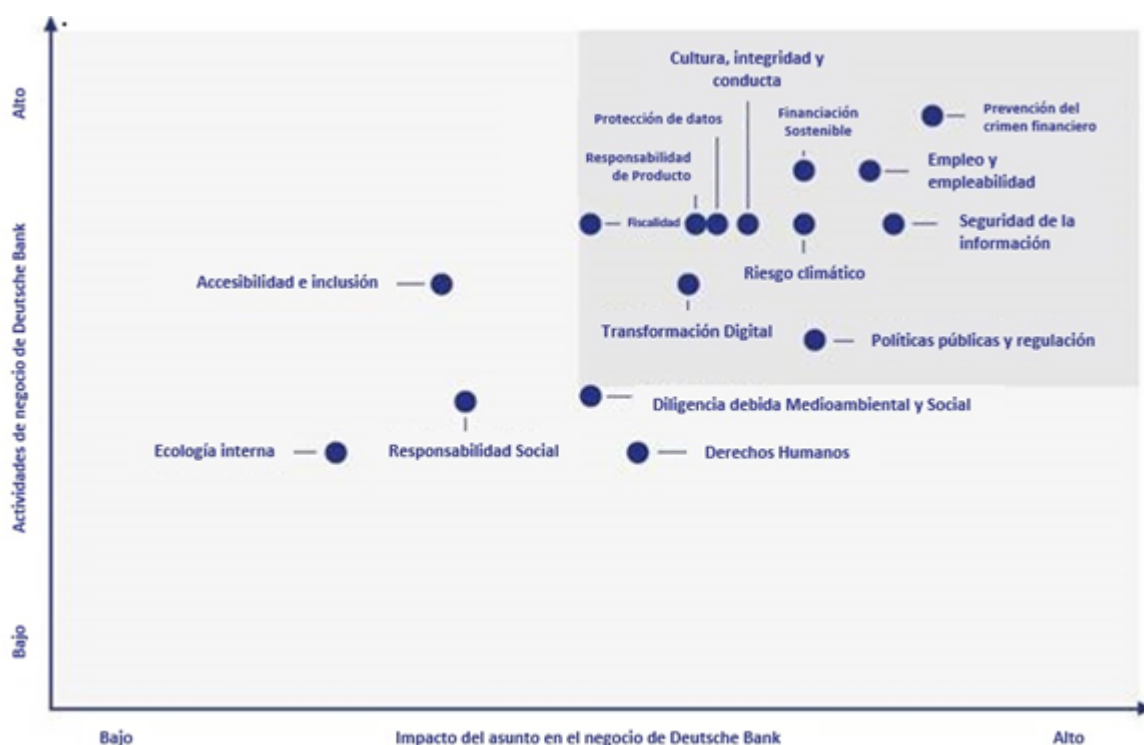 Cultura, integridad y
conducta
Alto
Protección de datos
Financiación
Sostenible
Prevención del
crimen financiero
Responsabilidad
de Producto
Empleo y
empleabilidad
Fiscalidad
Seguridad de la
información
Accesibilidad e inclusión
Riesgo climático
Transformación Digital
Políticas públicas y regulación
Actividades de negocio de Deutsche Bank
Diligencia debida Medioambiental y Social
Ecología interna
Responsabilidad Social
Derechos Humanos
Bajo
Bajo
Impacto del asunto en el negocio de Deutsche Bank
Alto